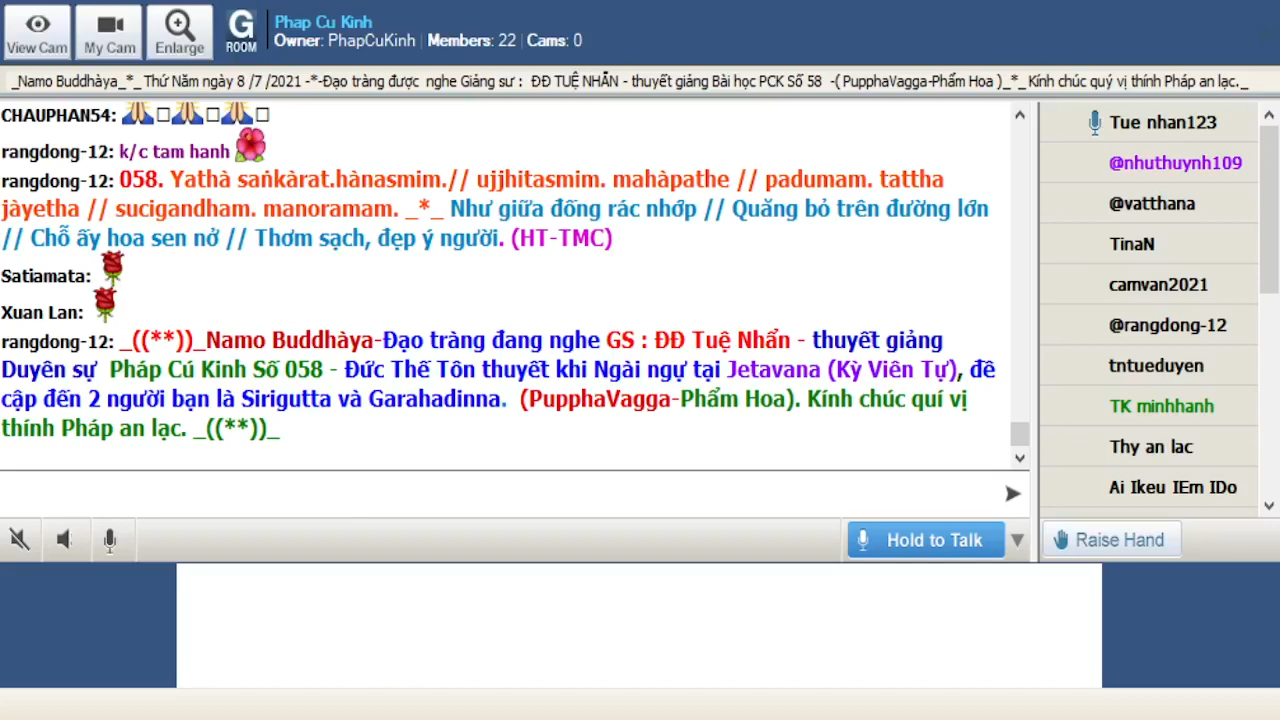 View Cam
My Cam
Enlarge
G
ROOM
Phap Cu Kinh
Owner: PhapCuKinh | Members: 22 | Cams: 0
_Namo Buddhàya_*_ Thứ Năm ngày 8 /7 /2021 -*-Đạo tràng được nghe Giảng sư : ĐĐ TUỆ NHẪN - thuyết giảng Bài học PCK Số 58 -( PupphaVagga-Phẩm Hoa )_*_ Kính chúc quý vị thính Pháp an lạc._
CHAUPHAN54:
rangdong-12: k/c tam hanh
rangdong-12: 058. Yathà saṅkàrat.hànasmim.// ujjhitasmim. mahàpathe // padumam. tattha
jàyetha // sucigandham. manoramam. _*_ Như giữa đống rác nhớp // Quăng bỏ trên đường lớn
// Chỗ ấy hoa sen nở // Thơm sạch, đẹp ý người. (HT-TMC)
Satiamata:
Xuan Lan:
rangdong-12: _((**))_Namo Buddhàya-Đạo tràng đang nghe GS : ĐĐ Tuệ Nhẩn - thuyết giảng
Duyên sự Pháp Cú Kinh Số 058 - Đức Thế Tôn thuyết khi Ngài ngự tại Jetavana (Kỳ Viên Tự), đề
cập đến 2 người bạn là Sirigutta và Garahadinna. (PupphaVagga-Phẩm Hoa). Kính chúc quí vị
thính Pháp an lạc. _((**))_
Tue nhan123
@nhuthuynh109
@vatthana
TinaN
camvan2021
@rangdong-12
tntueduyen
TK minhhanh
Thy an lac
Ai Ikeu IEm IDo
Hold to Talk
Raise Hand